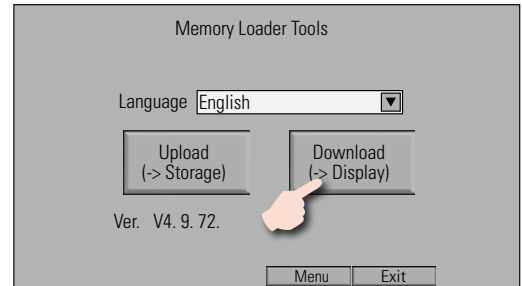 Memory Loader Tools
Language English
Upload
(-> Storage)
Download
(-> Display)
Ver. V4. 9. 72.
Menu Exit